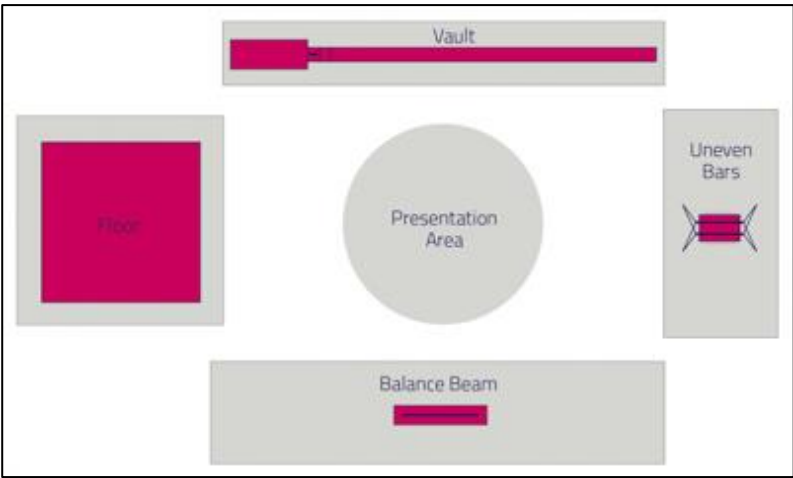 Vault
Uneven
Bars
Floor
Presentation
Area
Balance Beam